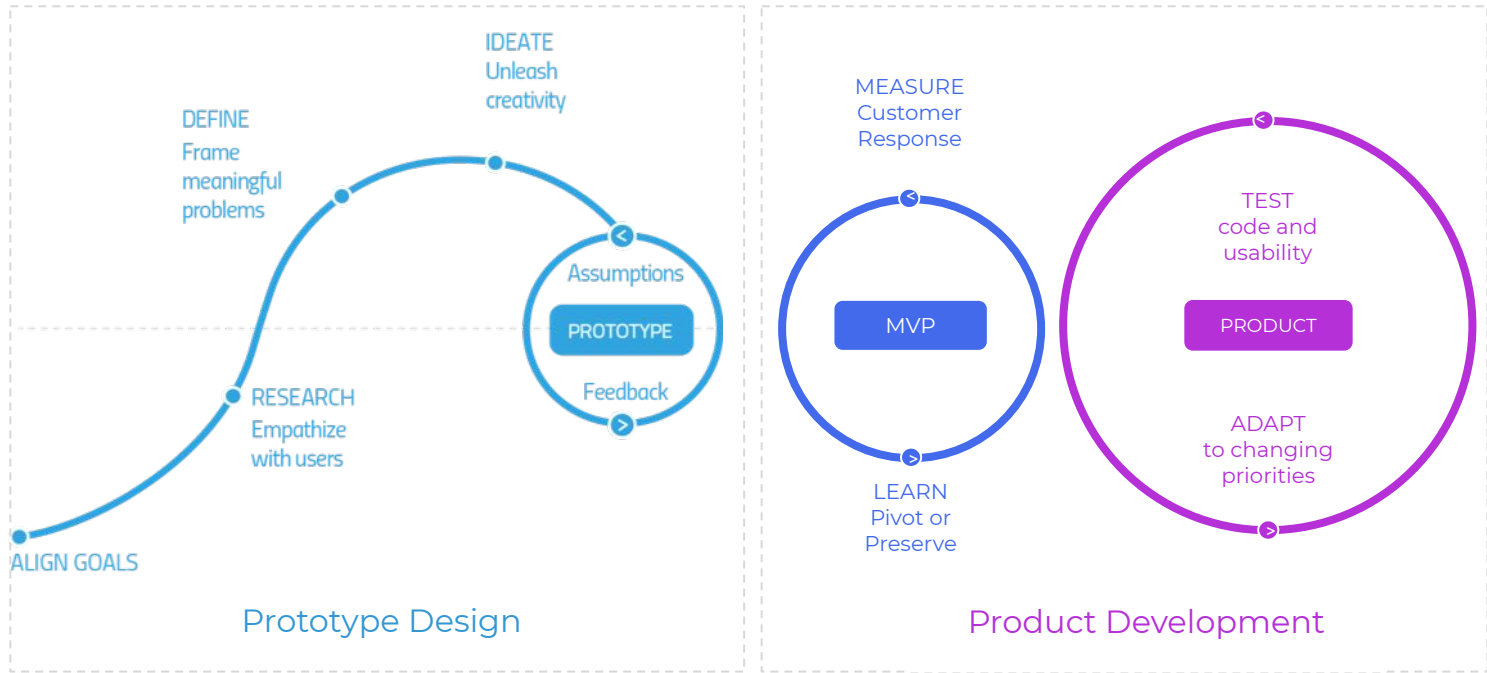 ALIGN GOALS
RESEARCH
Empathize
with users
DEFINE
Frame
meaningful
problems
IDEATE
Unleash
creativity
Assumptions
PROTOTYPE
Feedback
Prototype Design
MEASURE
Customer
Response
MVP
LEARN
Pivot or
Preserve
TEST
code and
usability
PRODUCT
ADAPT
to changing
priorities
Product Development